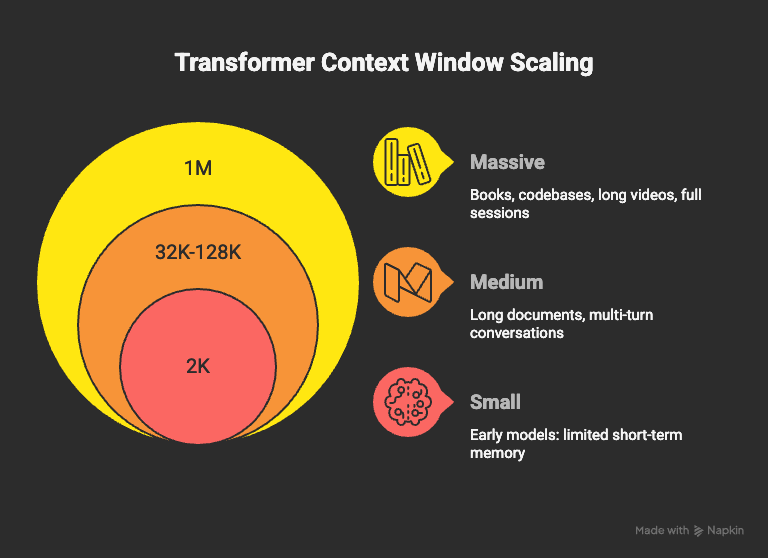 Transformer Context Window Scaling
1M
32K-128K
2K
Massive
Books, codebases, long videos, full
sessions
Medium
Long documents, multi-turn
conversations
Small
Early models: limited short-term
memory
Made with Napkin